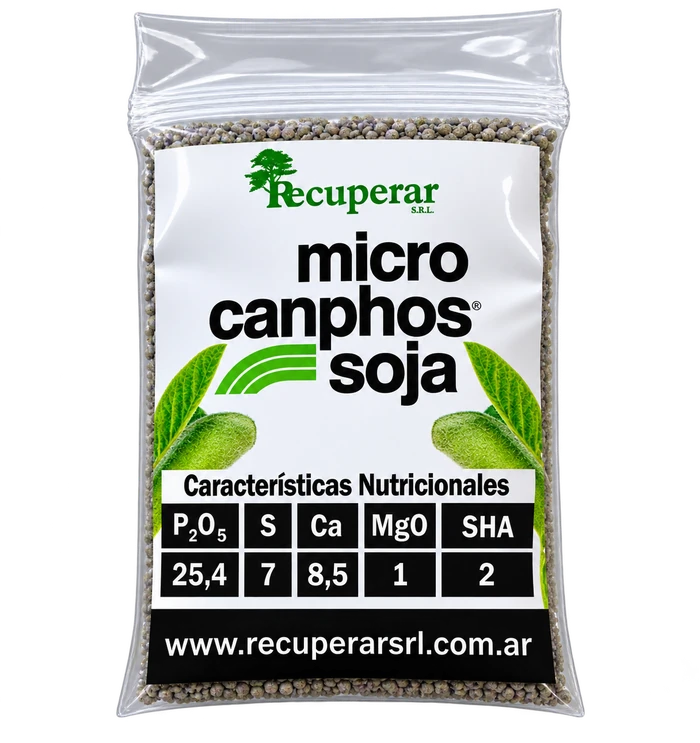 Recuperar
S.R.L.
micro
canphos®
soja
Características Nutricionales
P₂O₅ S Ca MgO SHA
25,4 7 8,5 1 2
www.recuperarsrl.com.ar